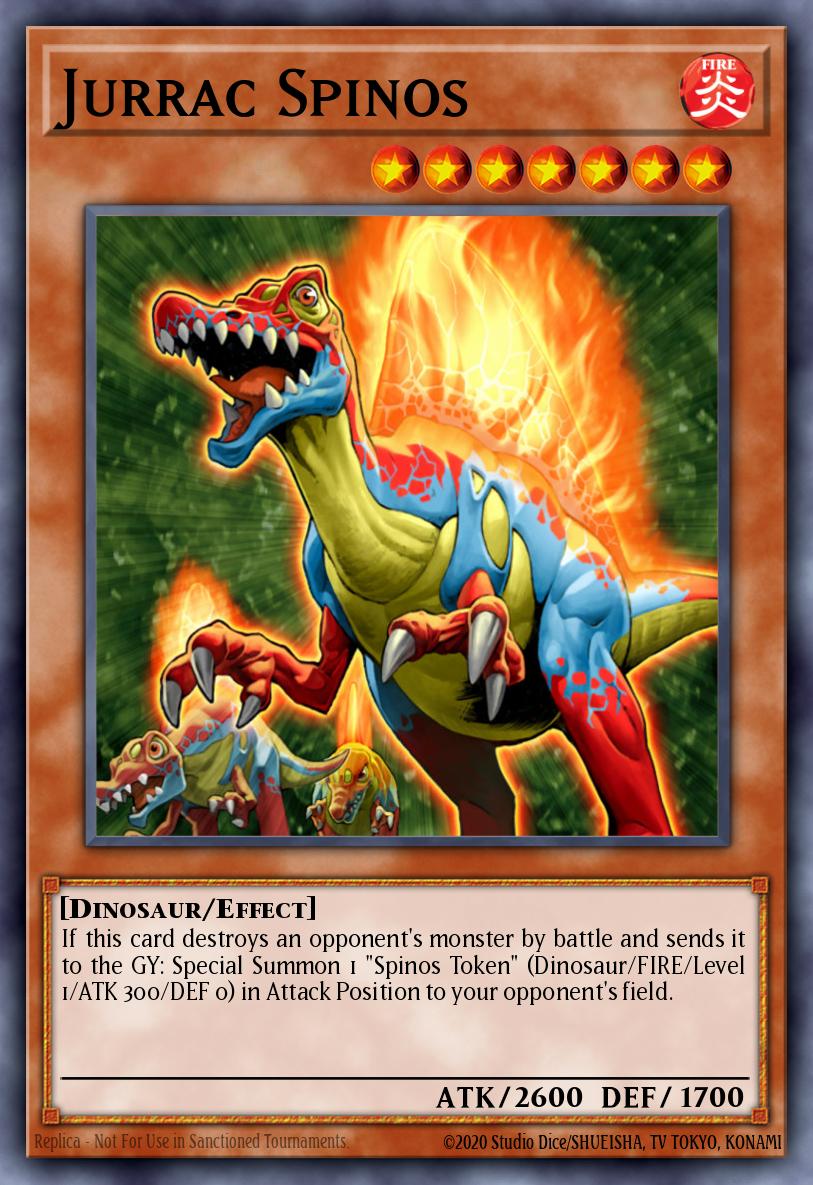 Jurrac Spinos
FIRE
炎
[Dinosaur/Effect]
If this card destroys an opponent's monster by battle and sends it
to the GY: Special Summon 1 "Spinos Token" (Dinosaur/FIRE/Level
1/ATK 300/DEF 0) in Attack Position to your opponent's field.
ATK/2600 DEF/1700
Replica - Not For Use in Sanctioned Tournaments.
©2020 Studio Dice/SHUEISHA, TV TOKYO, KONAMI